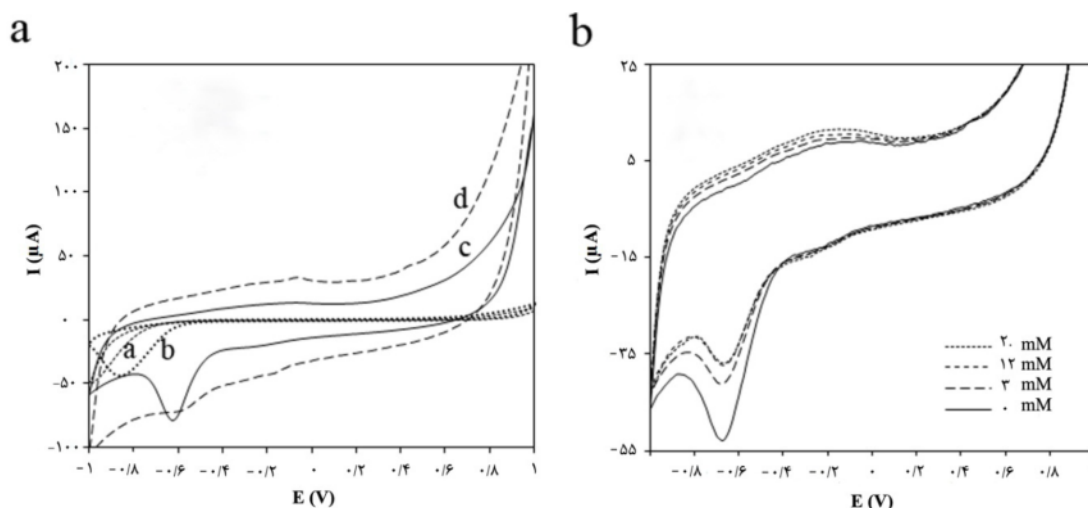 a
۲۰۰
۱۵۰
۱۰۰
۵۰
۰
-۵۰
-۱۰۰
I (µA)
d
c
a
b
-۱ -۰/۸ -۰/۶ -۰/۴ -۰/۲ ۰ ۰/۲ ۰/۴ ۰/۶ ۰/۸ ۱
E (V)
b
۲۵
۵
-۱۵
-۳۵
-۵۵
I (µA)
۲۰ mM
۱۲ mM
۳ mM
۰ mM
-۰/۸ -۰/۶ -۰/۴ -۰/۲ ۰ ۰/۲ ۰/۴ ۰/۶ ۰/۸
E (V)